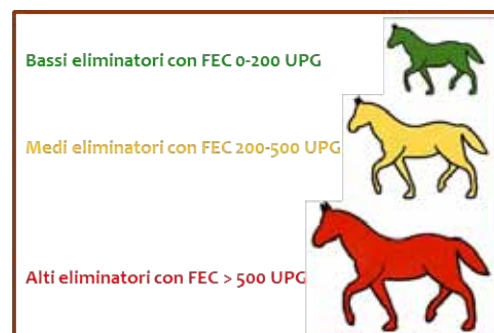 Bassi eliminatori con FEC 0-200 UPG
Medi eliminatori con FEC 200-500 UPG
Alti eliminatori con FEC > 500 UPG